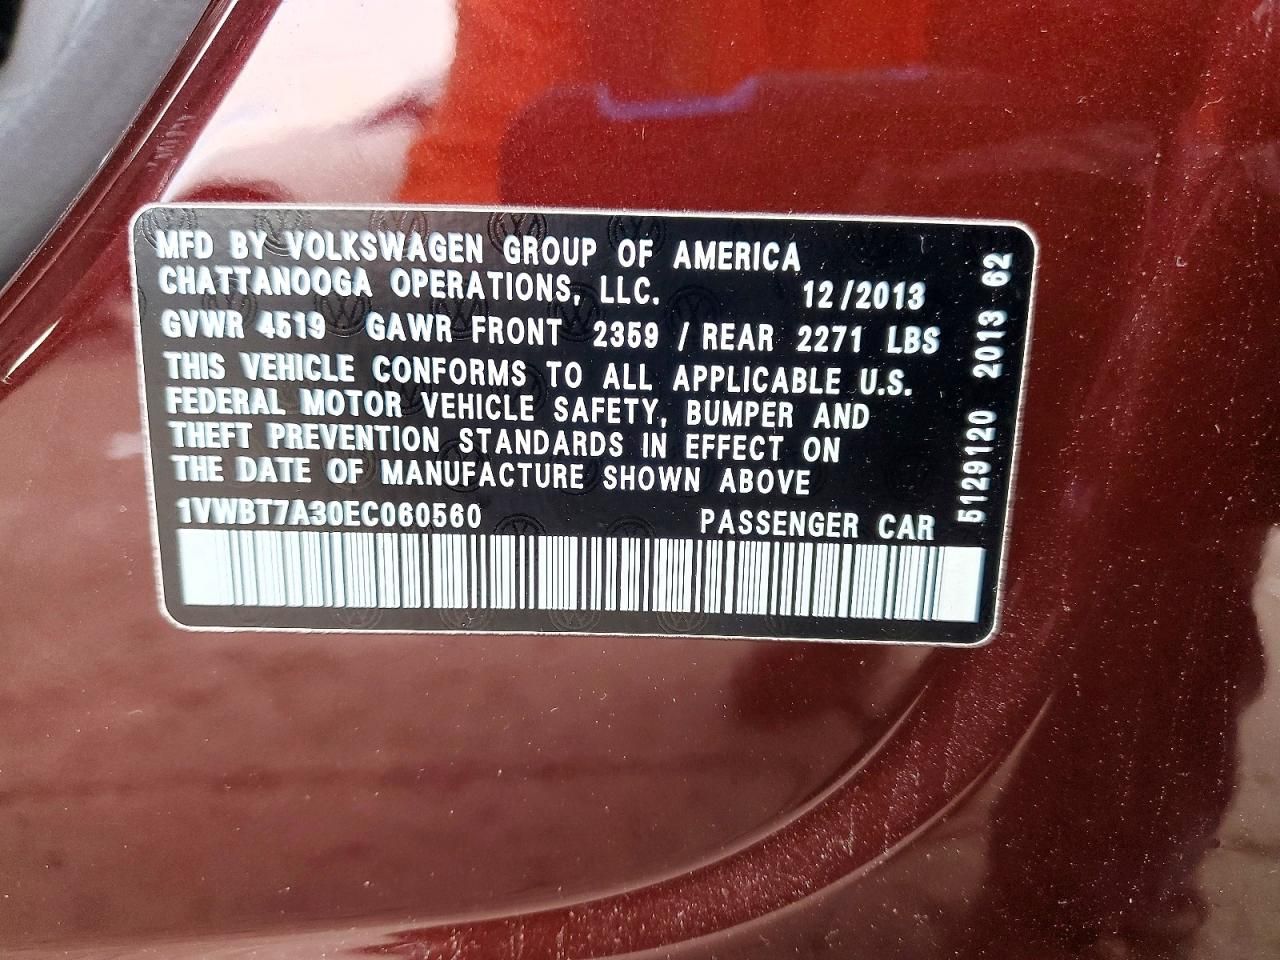 MFD BY VOLKSWAGEN GROUP OF AMERICA
CHATTANOOGA OPERATIONS, LLC. 12/2013
GVWR 4519 GAWR FRONT 2359 / REAR 2271 LBS
THIS VEHICLE CONFORMS TO ALL APPLICABLE U.S.
FEDERAL MOTOR VEHICLE SAFETY, BUMPER AND
THEFT PREVENTION STANDARDS IN EFFECT ON
THE DATE OF MANUFACTURE SHOWN ABOVE
1VWBT7A30EC060560 PASSENGER CAR
5129120 2013 62